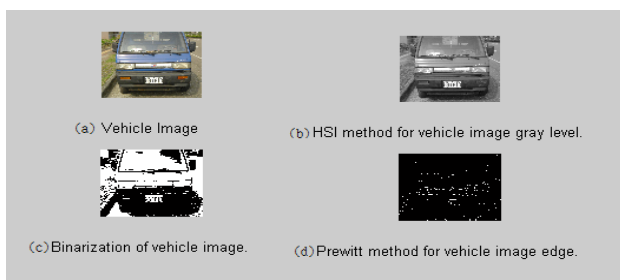 (a) Vehicle Image
(b) HSI method for vehicle image gray level.
(c) Binarization of vehicle image.
(d) Prewitt method for vehicle image edge.